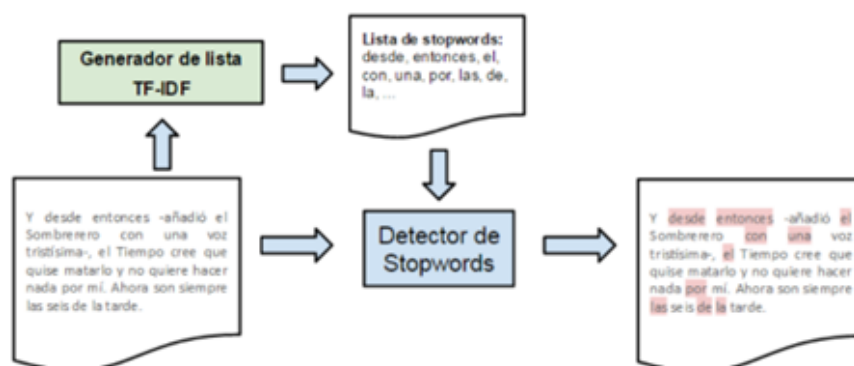 Generador de lista
TF-IDF
Lista de stopwords:
desde, entonces, el,
con, una, por, las, de,
la, ...
Y desde entonces -añadió el
Sombrerero con una voz
tristísima-, el Tiempo cree que
quise matarlo y no quiere hacer
nada por mí. Ahora son siempre
las seis de la tarde.
Detector de
Stopwords
Y desde entonces -añadió el
Sombrerero con una voz
tristísima-, el Tiempo cree que
quise matarlo y no quiere hacer
nada por mí. Ahora son siempre
las seis de la tarde.